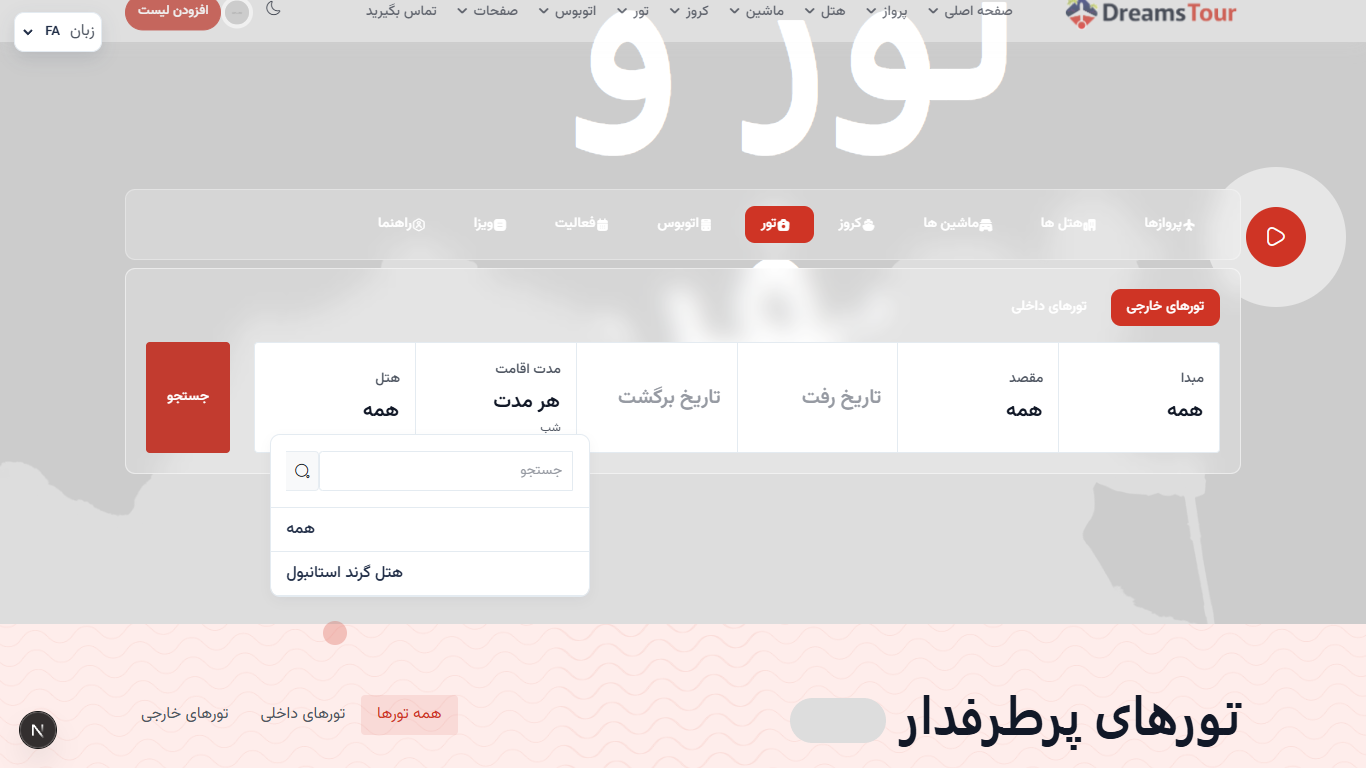 DreamsTour
صفحه اصلی
پرواز
هتل
ماشین
کروز
تور
اتوبوس
صفحات
تماس بگیرید
افزودن لیست
زبان FA
تور و
پروازها
هتل ها
ماشین ها
کروز
تور
اتوبوس
فعالیت
ویزا
راهنما
تورهای خارجی
تورهای داخلی
مبدا
همه
مقصد
همه
تاریخ رفت
تاریخ برگشت
مدت اقامت
هر مدت
شب
هتل
همه
جستجو
جستجو
همه
هتل گرند استانبول
تورهای پرطرفدار
همه تورها
تورهای داخلی
تورهای خارجی
N